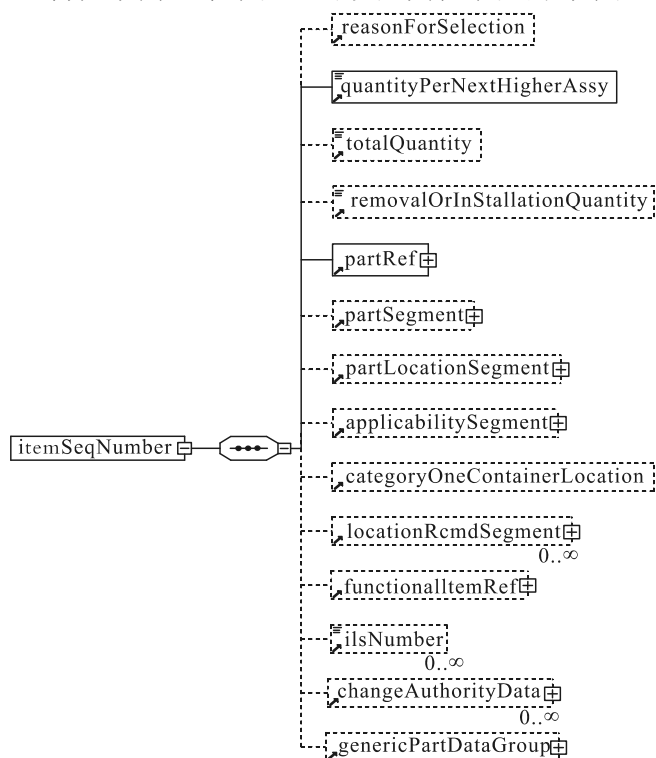 reasonForSelection
quantityPerNextHigherAssy
totalQuantity
removalOrInStallationQuantity
partRef
partSegment
partLocationSegment
applicabilitySegment
itemSeqNumber
categoryOneContainerLocation
locationRcmdSegment
0..∞
functionalItemRef
ilsNumber
0..∞
changeAuthorityData
0..∞
genericPartDataGroup